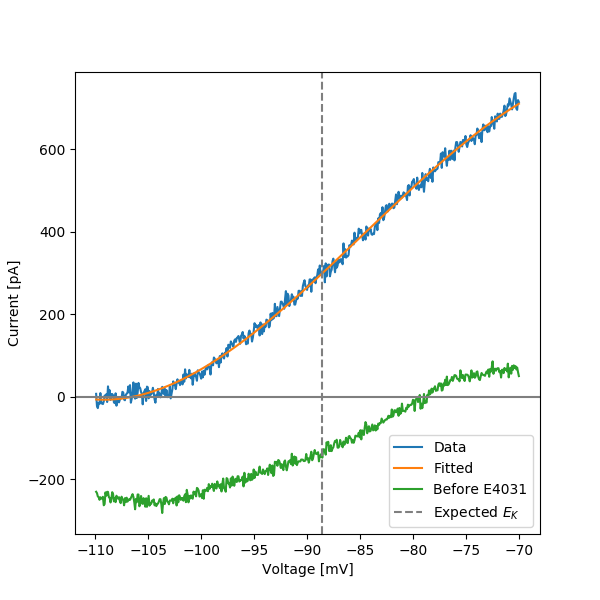 600
400
200
0
−200
Current [pA]
Data
Fitted
Before E4031
Expected E_K
−110 −105 −100 −95 −90 −85 −80 −75 −70
Voltage [mV]